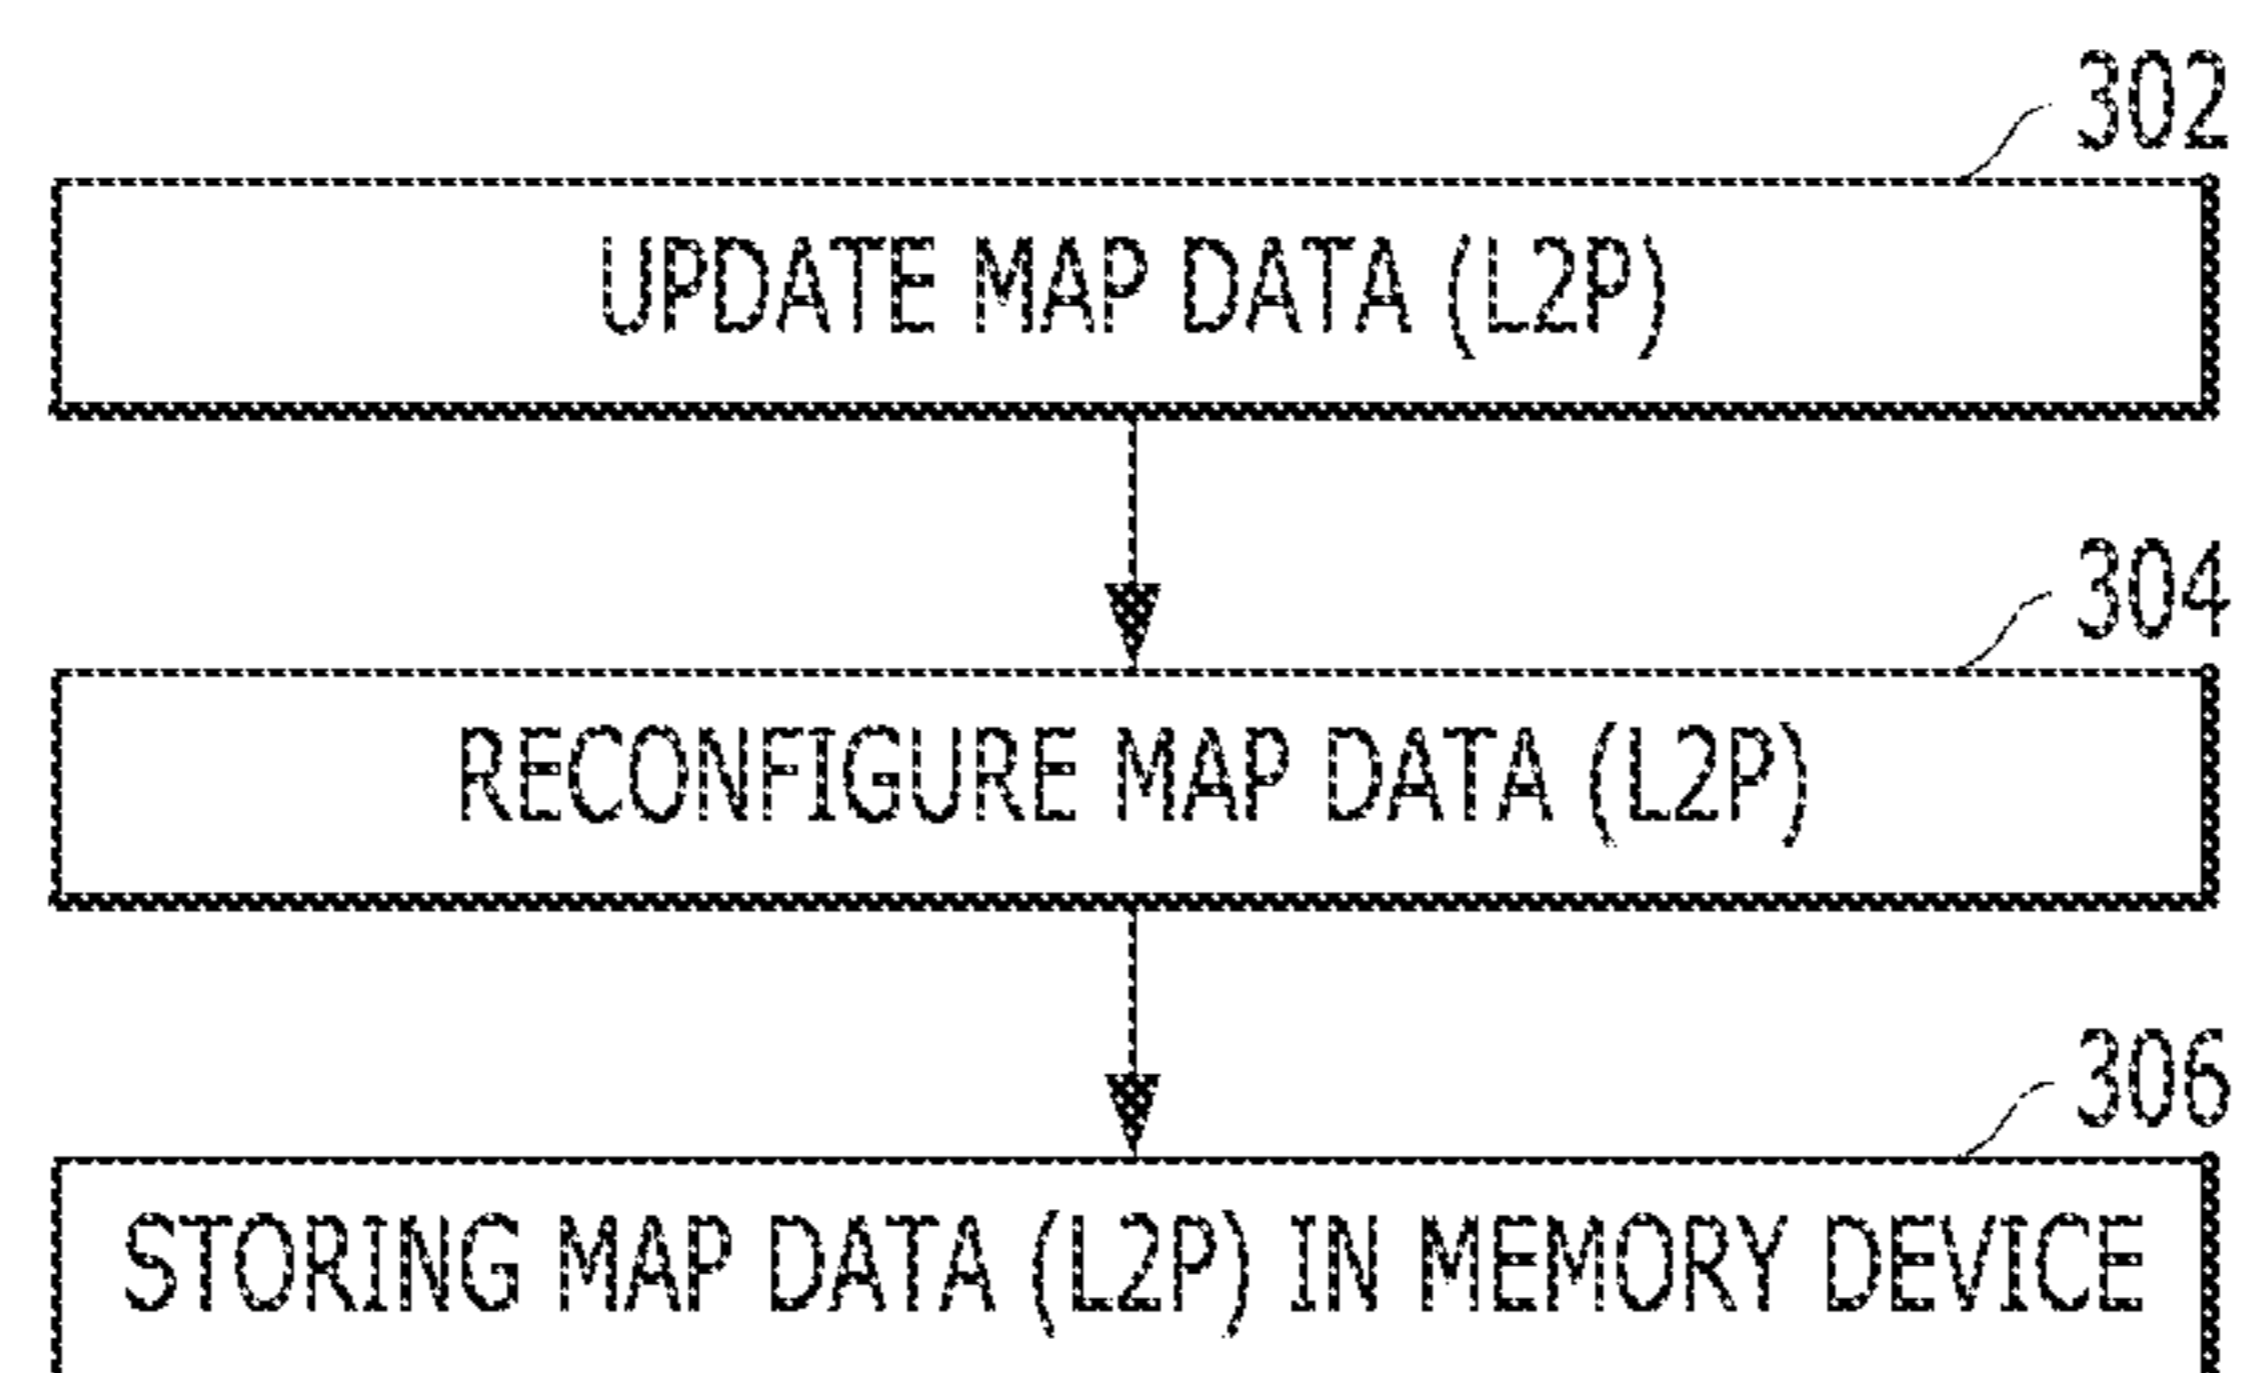 302
UPDATE MAP DATA (L2P)
304
RECONFIGURE MAP DATA (L2P)
306
STORING MAP DATA (L2P) IN MEMORY DEVICE